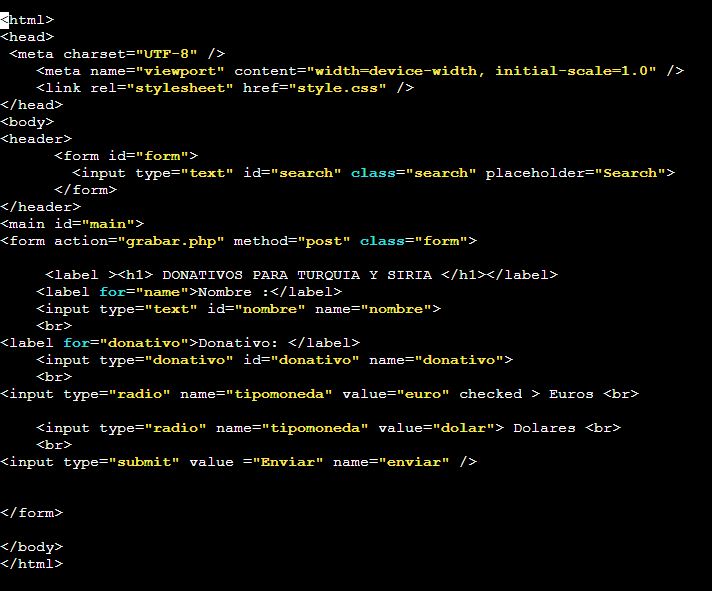 <html>
<head>
 <meta charset="UTF-8" />
    <meta name="viewport" content="width=device-width, initial-scale=1.0" />
    <link rel="stylesheet" href="style.css" />
</head>
<body>
<header>
      <form id="form">
        <input type="text" id="search" class="search" placeholder="Search">
      </form>
</header>
<main id="main">
<form action="grabar.php" method="post" class="form">

     <label ><h1> DONATIVOS PARA TURQUIA Y SIRIA </h1></label>
    <label for="name">Nombre :</label>
    <input type="text" id="nombre" name="nombre">
    <br>
<label for="donativo">Donativo: </label>
    <input type="donativo" id="donativo" name="donativo">
    <br>
<input type="radio" name="tipomoneda" value="euro" checked > Euros <br>

    <input type="radio" name="tipomoneda" value="dolar"> Dolares <br>
    <br>
<input type="submit" value ="Enviar" name="enviar" />


</form>

</body>
</html>